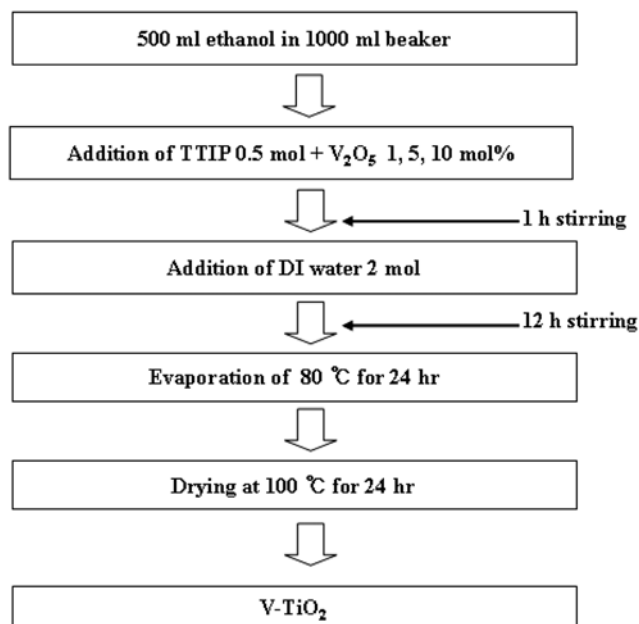 500 ml ethanol in 1000 ml beaker
Addition of TTIP 0.5 mol + V₂O₅ 1, 5, 10 mol%
1 h stirring
Addition of DI water 2 mol
12 h stirring
Evaporation of 80 ℃ for 24 hr
Drying at 100 ℃ for 24 hr
V-TiO₂